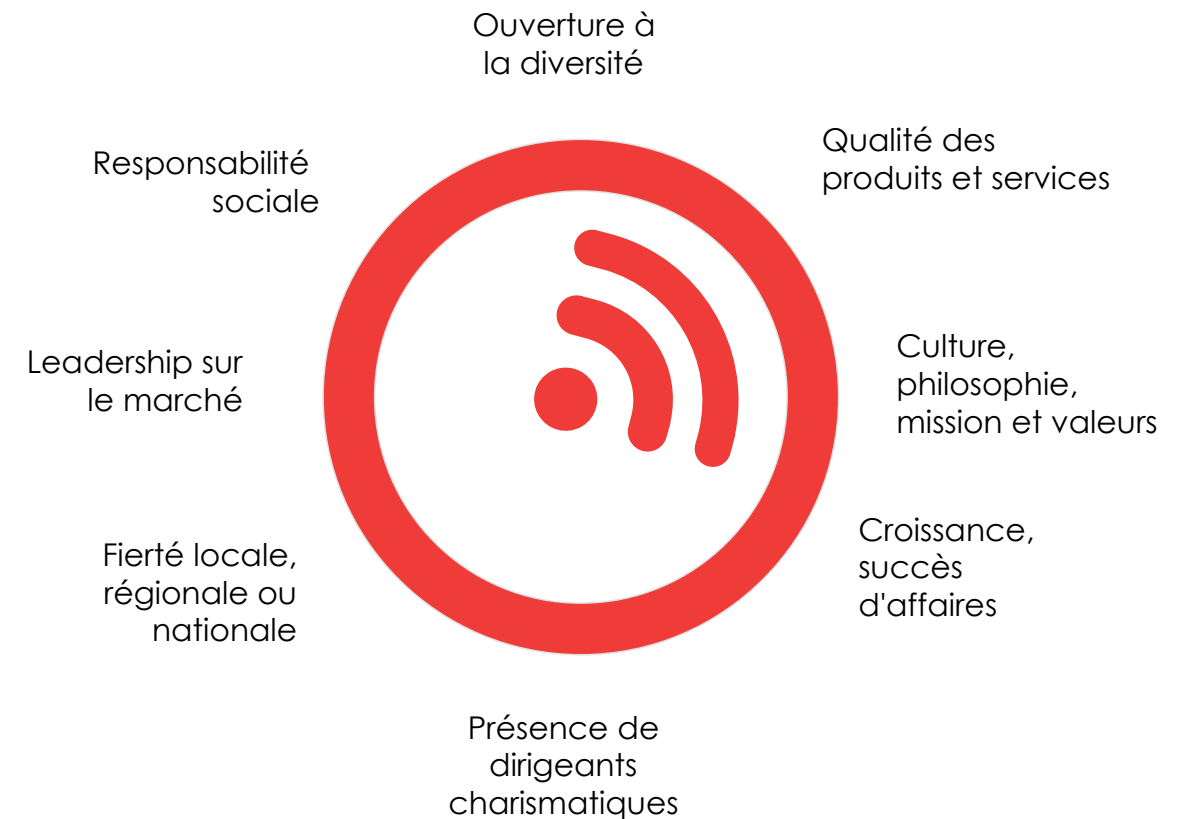 Ouverture à
la diversité
Qualité des
produits et services
Culture,
philosophie,
mission et valeurs
Croissance,
succès
d'affaires
Présence de
dirigeants
charismatiques
Fierté locale,
régionale ou
nationale
Leadership sur
le marché
Responsabilité
sociale